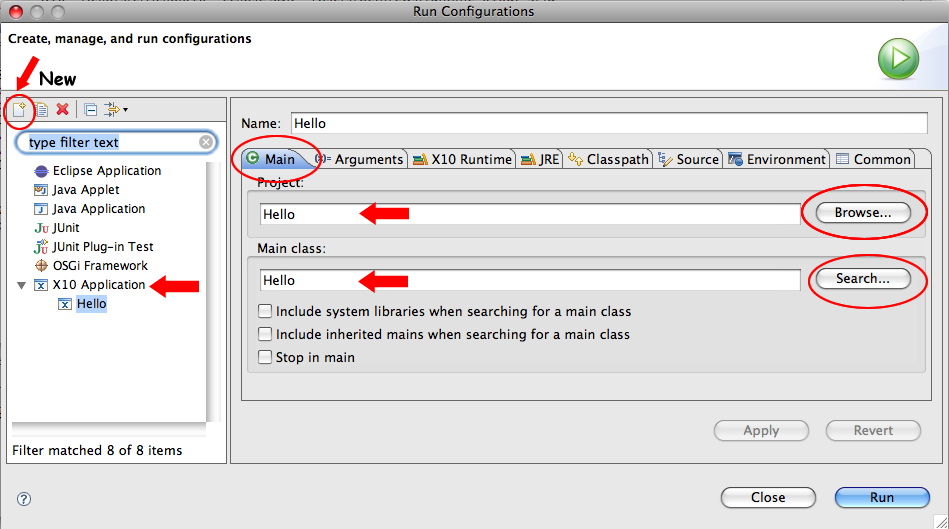 Run Configurations
Create, manage, and run configurations
New
type filter text
Eclipse Application
Java Applet
Java Application
JUnit
JUnit Plug-in Test
OSGi Framework
X10 Application
Hello
Filter matched 8 of 8 items
Name: Hello
Main (x)= Arguments X10 Runtime JRE Classpath Source Environment Common
Project:
Hello Browse...
Main class:
Hello Search...
Include system libraries when searching for a main class
Include inherited mains when searching for a main class
Stop in main
Apply Revert
? Close Run